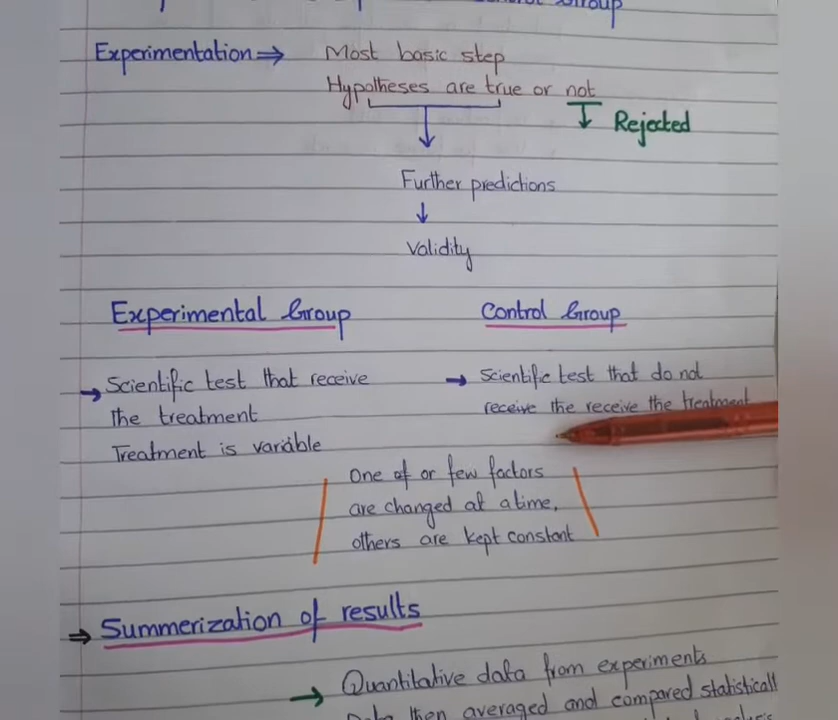 Group
Experimentation ⇒ Most basic step
Hypotheses are true or not
↓ Rejected
↓
Further predictions
↓
Validity
Experimental Group
Control Group
→ Scientific test that receive
the treatment
Treatment is variable
→ Scientific test that do not
receive the receive the treatment
One of or few factors
are changed at a time,
others are kept constant
⇒ Summerization of results
→ Quantitative data from experiments
Data then averaged and compared statisticall